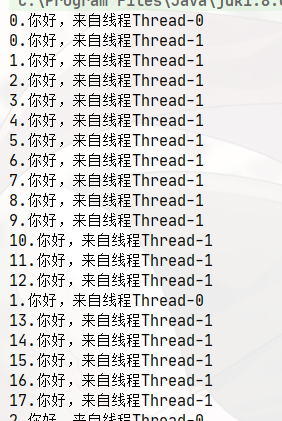 C:\Program Files\Java\jdk1.8.0
0.你好，来自线程Thread-0
0.你好，来自线程Thread-1
1.你好，来自线程Thread-1
2.你好，来自线程Thread-1
3.你好，来自线程Thread-1
4.你好，来自线程Thread-1
5.你好，来自线程Thread-1
6.你好，来自线程Thread-1
7.你好，来自线程Thread-1
8.你好，来自线程Thread-1
9.你好，来自线程Thread-1
10.你好，来自线程Thread-1
11.你好，来自线程Thread-1
12.你好，来自线程Thread-1
1.你好，来自线程Thread-0
13.你好，来自线程Thread-1
14.你好，来自线程Thread-1
15.你好，来自线程Thread-1
16.你好，来自线程Thread-1
17.你好，来自线程Thread-1
2.你好，来自线程Thread-0